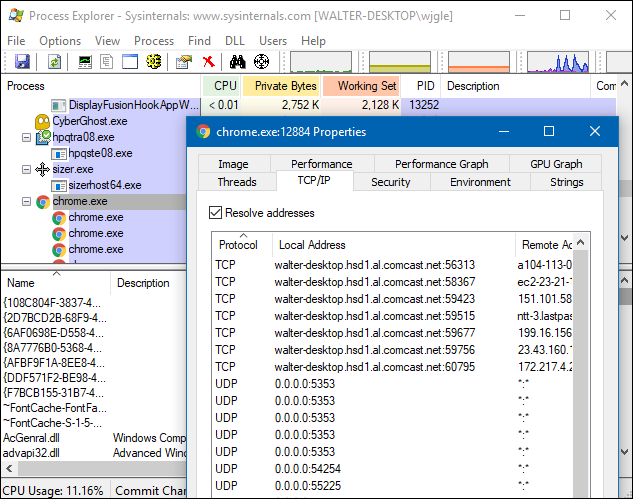 Process Explorer - Sysinternals: www.sysinternals.com [WALTER-DESKTOP\wjgle]
File Options View Process Find DLL Users Help
Process CPU Private Bytes Working Set PID Description Com
DisplayFusionHookAppW... < 0.01 2,752 K 2,128 K 13252
CyberGhost.exe
hpqtra08.exe
hpqste08.exe
sizer.exe
sizerhost64.exe
chrome.exe
chrome.exe
chrome.exe
chrome.exe
Name Description
{108C804F-3837-4...
{2D7BCD2B-68F9-4...
{6AF0698E-D558-4...
{8A7776B0-5368-4...
{AFBF9F1A-8EE8-4...
{DDF571F2-BE98-4...
{F7BCB155-31B7-4...
~FontCache-FontFa...
~FontCache-S-1-5-...
AcGenral.dll Windows Comp
advapi32.dll Advanced Wind
CPU Usage: 11.16% Commit Char
chrome.exe:12884 Properties
Image Performance Performance Graph GPU Graph
Threads TCP/IP Security Environment Strings
Resolve addresses
Protocol Local Address Remote Ac
TCP walter-desktop.hsd1.al.comcast.net:56313 a104-113-0
TCP walter-desktop.hsd1.al.comcast.net:58367 ec2-23-21-1
TCP walter-desktop.hsd1.al.comcast.net:59423 151.101.58
TCP walter-desktop.hsd1.al.comcast.net:59515 ntt-3.lastpas
TCP walter-desktop.hsd1.al.comcast.net:59677 199.16.156
TCP walter-desktop.hsd1.al.comcast.net:59756 23.43.160.
TCP walter-desktop.hsd1.al.comcast.net:60795 172.217.4.2
UDP 0.0.0.0:5353 *:*
UDP 0.0.0.0:5353 *:*
UDP 0.0.0.0:5353 *:*
UDP 0.0.0.0:5353 *:*
UDP 0.0.0.0:5353 *:*
UDP 0.0.0.0:54254 *:*
UDP 0.0.0.0:55225 *:*